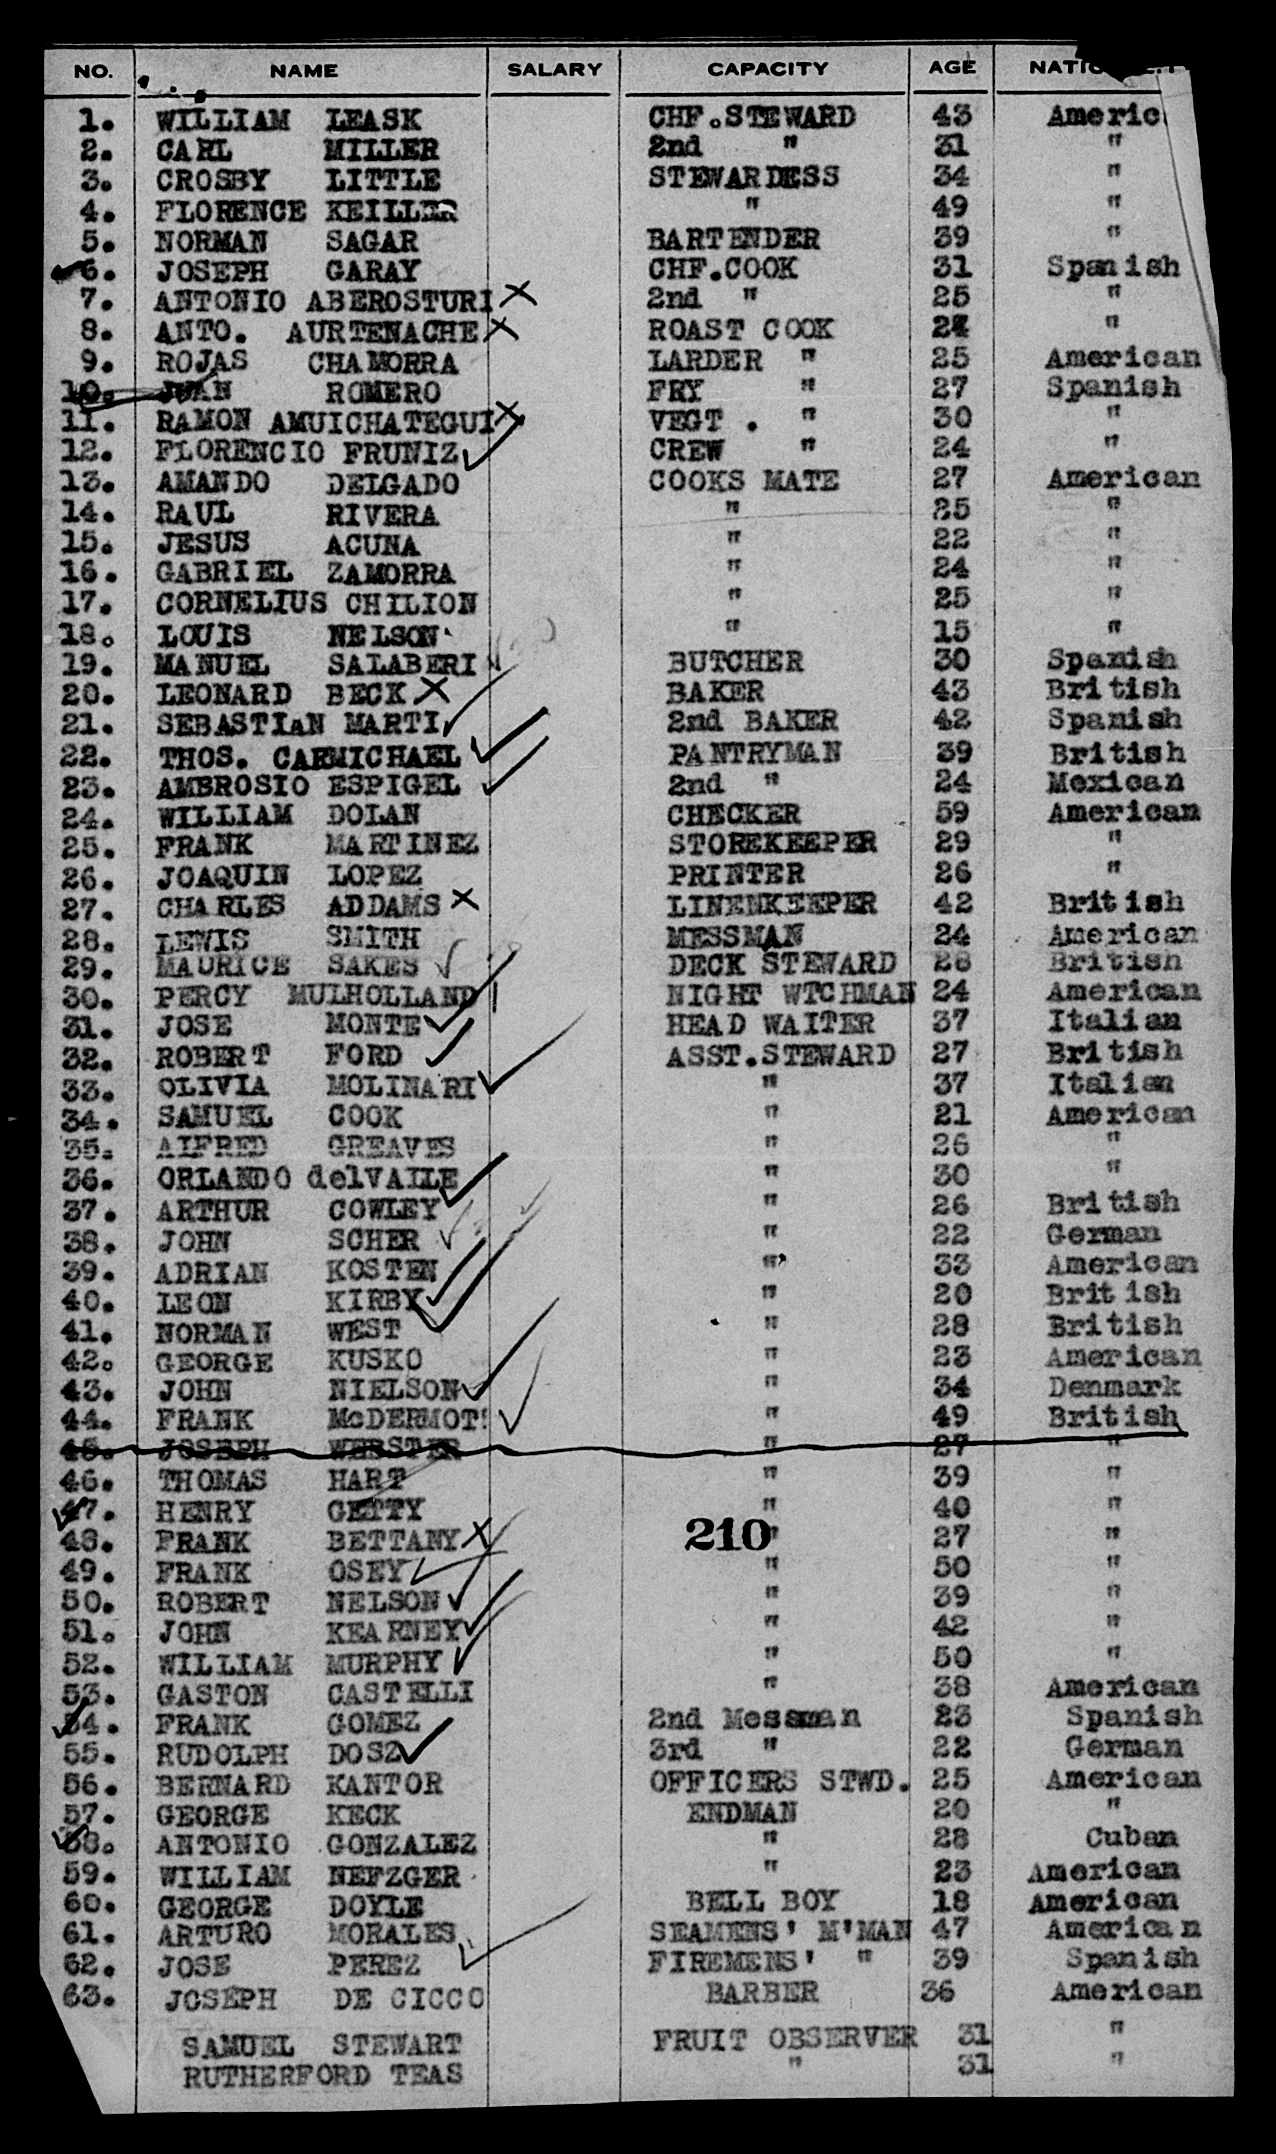 NO. NAME SALARY CAPACITY AGE
1. WILLIAM LEASK CHF.STEWARD 43 Americ
2. CARL MILLER 2nd " 31 "
3. CROSBY LITTLE STEWARDESS 34 "
4. FLORENCE KEILLER " 49 "
5. NORMAN SAGAR BARTENDER 39 "
6. JOSEPH GARAY CHF.COOK 31 Spanish
7. ANTONIO ABEROSTURI 2nd " 25 "
8. ANTO. AURTENACHE ROAST COOK 24 "
9. ROJAS CHAMORRA LARDER " 25 American
10. JUAN ROMERO FRY " 27 Spanish
11. RAMON AMUICHATEGUI VEGT . " 30 "
12. FLORENCIO FRUNIZ CREW " 24 "
13. AMANDO DELGADO COOKS MATE 27 American
14. RAUL RIVERA " 25 "
15. JESUS ACUNA " 22 "
16. GABRIEL ZAMORRA " 24 "
17. CORNELIUS CHILION " 25 "
18. LOUIS NELSON " 15 "
19. MANUEL SALABERI BUTCHER 30 Spanish
20. LEONARD BECK BAKER 43 British
21. SEBASTIAN MARTI 2nd BAKER 42 Spanish
22. THOS. CARMICHAEL PANTRYMAN 39 British
23. AMBROSIO ESPIGEL 2nd " 24 Mexican
24. WILLIAM DOLAN CHECKER 59 American
25. FRANK MARTINEZ STOREKEEPER 29 "
26. JOAQUIN LOPEZ PRINTER 26 "
27. CHARLES ADDAMS LINENKEEPER 42 British
28. LEWIS SMITH MESSMAN 24 American
29. MAURICE SAKES DECK STEWARD 28 British
30. PERCY MULHOLLAND NIGHT WTCHMAN 24 American
31. JOSE MONTE HEAD WAITER 37 Italian
32. ROBERT FORD ASST.STEWARD 27 British
33. OLIVIA MOLINARI " 37 Italian
34. SAMUEL COOK " 21 American
35. ALFRED GREAVES " 26 "
36. ORLANDO delVALLE " 30 "
37. ARTHUR COWLEY " 26 British
38. JOHN SCHER " 22 German
39. ADRIAN KOSTEN " 33 American
40. LEON KIRBY " 20 British
41. NORMAN WEST " 28 British
42. GEORGE KUSKO " 23 American
43. JOHN NIELSON " 34 Denmark
44. FRANK McDERMOTT " 49 British
45. JOSEPH WEBSTER " 27 "
46. THOMAS HART " 39 "
47. HENRY GETTY " 40 "
48. FRANK BETTANY 210 " 27 "
49. FRANK OSEY " 50 "
50. ROBERT NELSON " 39 "
51. JOHN KEARNEY " 42 "
52. WILLIAM MURPHY " 50 "
53. GASTON CASTELLI " 38 American
54. FRANK GOMEZ 2nd Messman 23 Spanish
55. RUDOLPH DOSZ 3rd " 22 German
56. BERNARD KANTOR OFFICERS STWD. 25 American
57. GEORGE KECK ENDMAN 20 "
58. ANTONIO GONZALEZ " 28 Cuban
59. WILLIAM NEFZGER " 23 American
60. GEORGE DOYLE BELL BOY 18 American
61. ARTURO MORALES SEAMENS' M'MAN 47 American
62. JOSE PEREZ FIREMENS' " 39 Spanish
63. JOSEPH DE CICCO BARBER 36 American
SAMUEL STEWART FRUIT OBSERVER 31 "
RUTHERFORD TEAS " 31 "